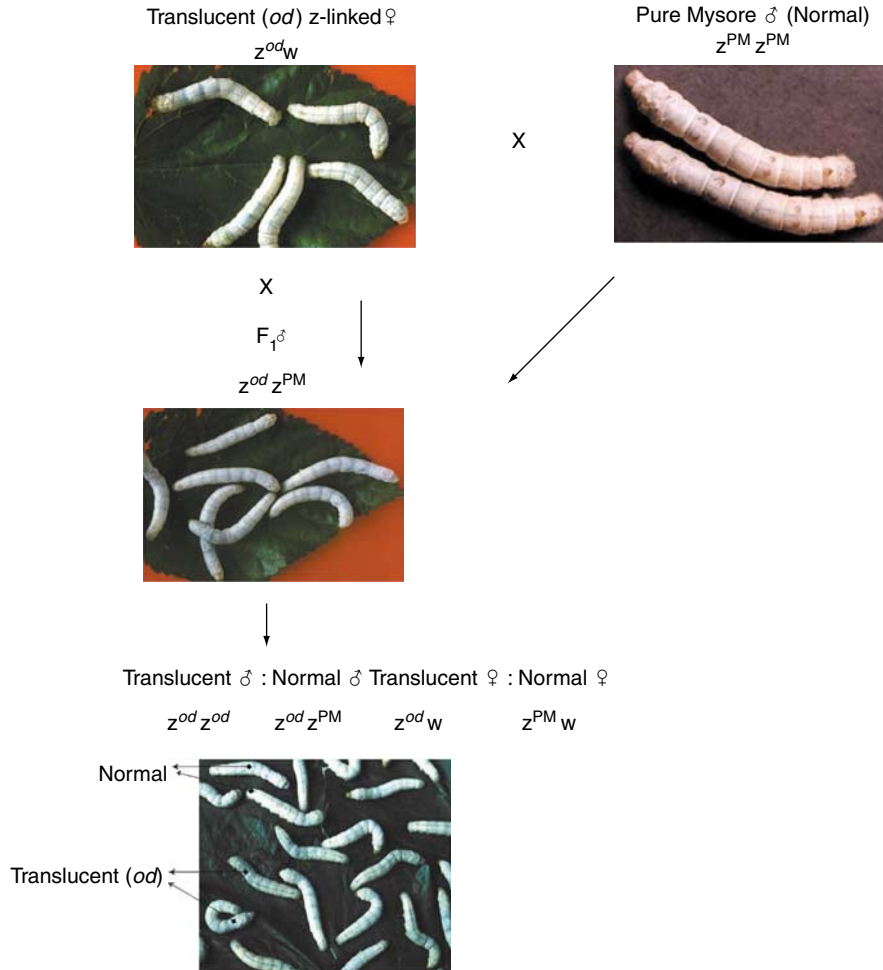 Translucent (od) z-linked ♀
z^od w
Pure Mysore ♂ (Normal)
z^PM z^PM
X
X
F₁♂
z^od z^PM
Translucent ♂ : Normal ♂ Translucent ♀ : Normal ♀
z^od z^od z^od z^PM z^od w z^PM w
Normal
Translucent (od)